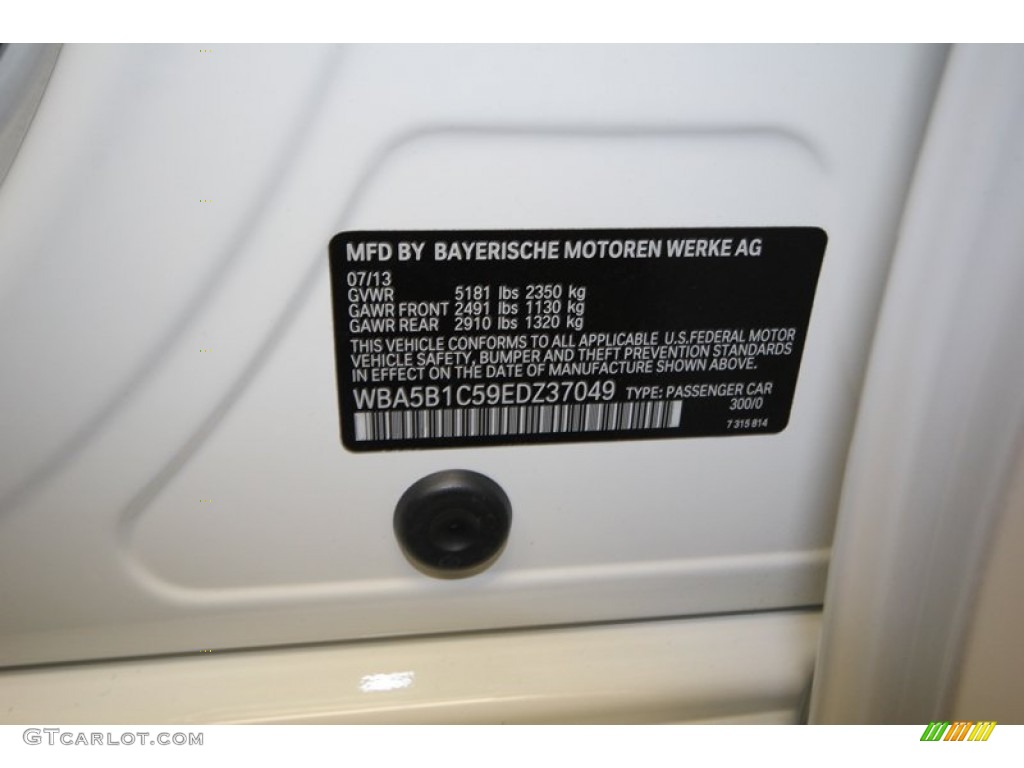 MFD BY BAYERISCHE MOTOREN WERKE AG
07/13
GVWR 5181 lbs 2350 kg
GAWR FRONT 2491 lbs 1130 kg
GAWR REAR 2910 lbs 1320 kg
THIS VEHICLE CONFORMS TO ALL APPLICABLE U.S.FEDERAL MOTOR
VEHICLE SAFETY, BUMPER AND THEFT PREVENTION STANDARDS
IN EFFECT ON THE DATE OF MANUFACTURE SHOWN ABOVE.
WBA5B1C59EDZ37049 TYPE: PASSENGER CAR
300/0
7 315 814
GTCARLOT.COM